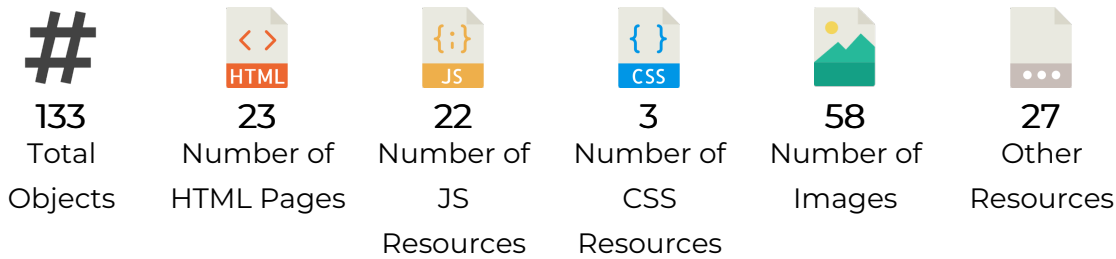 #
< >
HTML
133
Total
Objects
23
Number of
HTML Pages
{;}
JS
22
Number of
JS
Resources
{ }
CSS
3
Number of
CSS
Resources
58
Number of
Images
27
Other
Resources